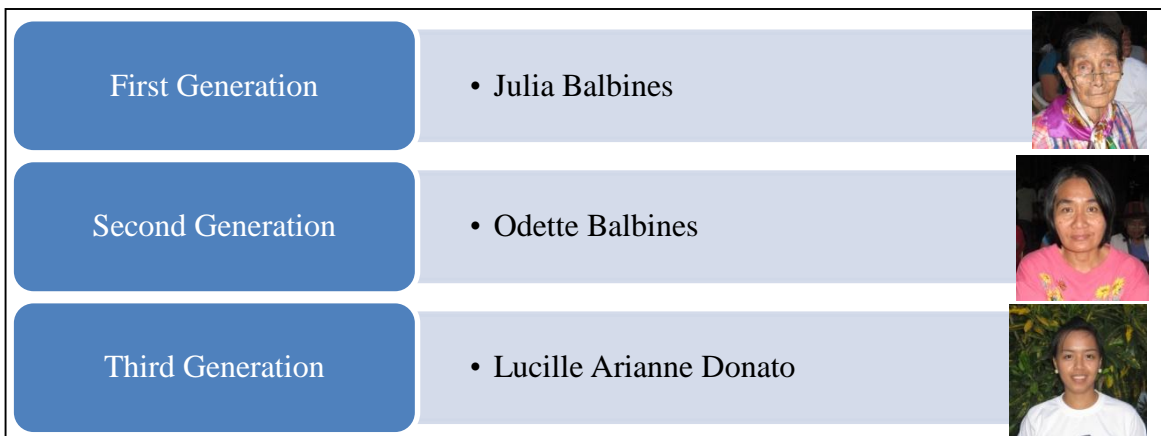 First Generation
• Julia Balbines
Second Generation
• Odette Balbines
Third Generation
• Lucille Arianne Donato